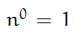 n⁰ = 1